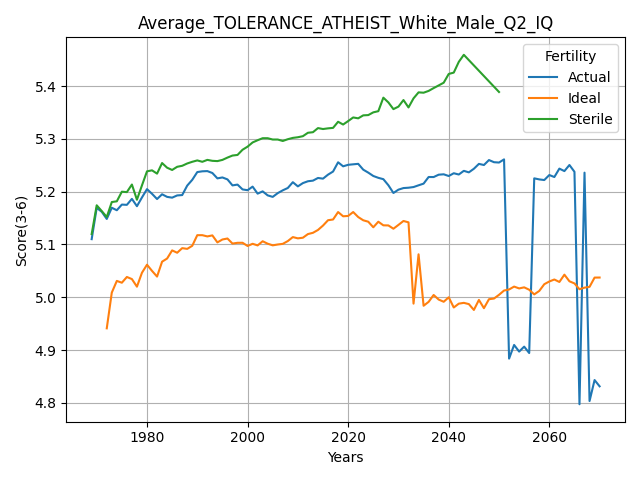 Average_TOLERANCE_ATHEIST_White_Male_Q2_IQ
Fertility
Actual
Ideal
Sterile
Score(3-6)
5.4
5.3
5.2
5.1
5.0
4.9
4.8
1980
2000
2020
2040
2060
Years